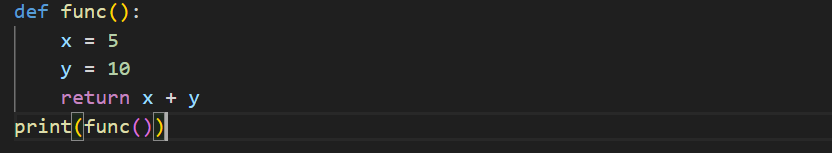 def func():
    x = 5
    y = 10
    return x + y
print(func())